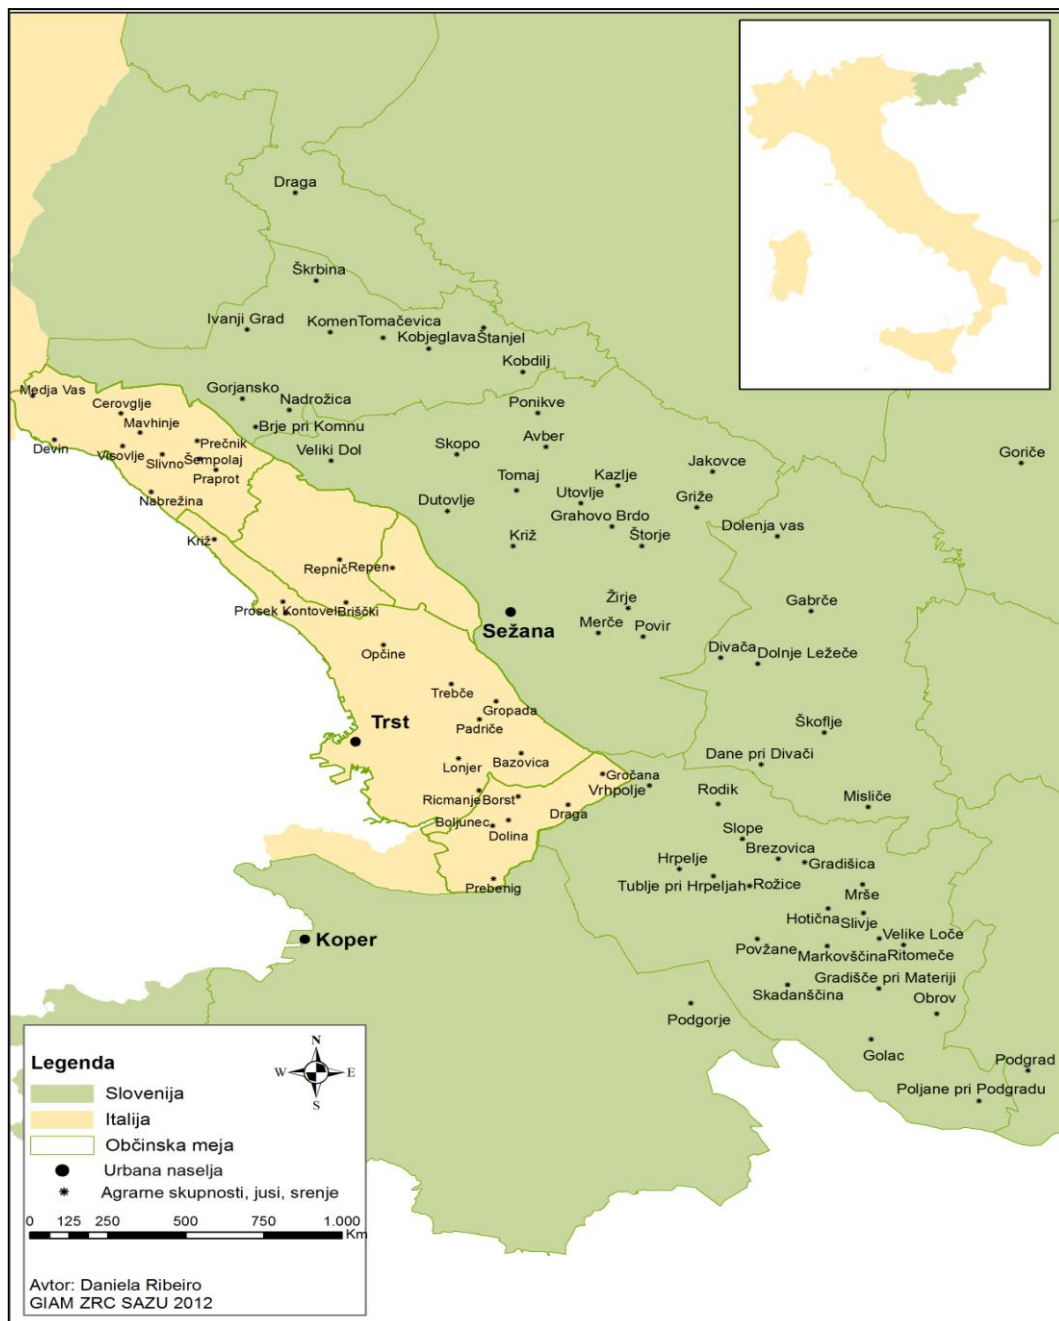 Draga
Škrbina
Ivanji Grad
Komen
Tomačevica
Kobjeglava
Štanjel
Kobdilj
Medja Vas
Cerovglje
Mavhinje
Gorjansko
Nadrožica
Ponikve
Brje pri Komnu
Prečnik
Devin
Visovlje
Slivno
Šempolaj
Praprot
Veliki Dol
Skopo
Avber
Goriče
Nabrežina
Tomaj
Kazlje
Jakovce
Dutovlje
Utovlje
Griže
Grahovo Brdo
Dolenja vas
Križ
Križ
Štorje
Repnič
Repen
Prosek
Kontovel
Briščki
Žirje
Gabrče
Sežana
Merče
Povir
Opčine
Divača
Dolnje Ležeče
Trebče
Gropada
Trst
Padriče
Škoflje
Lonjer
Bazovica
Dane pri Divači
Gročana
Vrhpolje
Ricmanje
Borst
Draga
Rodik
Misliče
Boljunec
Dolina
Slope
Brezovica
Hrpelje
Gradišica
Prebenig
Tublje pri Hrpeljah
Rožice
Mrše
Hotična
Slivje
Koper
Povžane
Velike Loče
Markovščina
Ritomeče
Gradišče pri Materiji
Skadanščina
Obrov
Podgorje
Golac
Podgrad
Poljane pri Podgradu
Legenda
N
W
E
S
Slovenija
Italija
Občinska meja
Urbana naselja
Agrarne skupnosti, jusi, srenje
0 125 250 500 750 1.000
Km
Avtor: Daniela Ribeiro
GIAM ZRC SAZU 2012